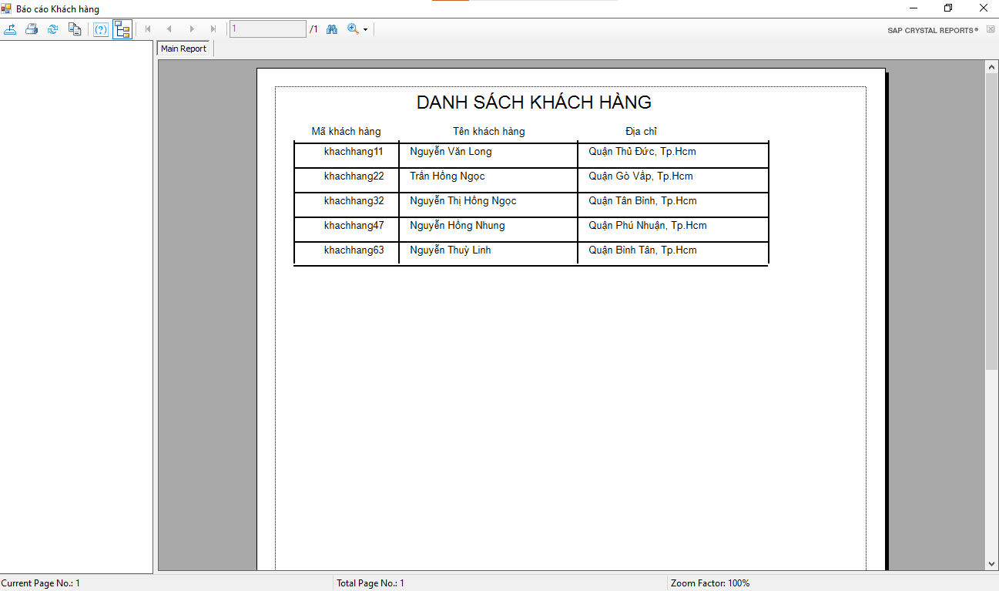 Báo cáo Khách hàng
1 /1
SAP CRYSTAL REPORTS®
Main Report
DANH SÁCH KHÁCH HÀNG
Mã khách hàng Tên khách hàng Địa chỉ
khachhang11 Nguyễn Văn Long Quận Thủ Đức, Tp.Hcm
khachhang22 Trần Hồng Ngọc Quận Gò Vấp, Tp.Hcm
khachhang32 Nguyễn Thị Hồng Ngọc Quận Tân Bình, Tp.Hcm
khachhang47 Nguyễn Hồng Nhung Quận Phú Nhuận, Tp.Hcm
khachhang63 Nguyễn Thuỳ Linh Quận Bình Tân, Tp.Hcm
Current Page No.: 1 Total Page No.: 1 Zoom Factor: 100%